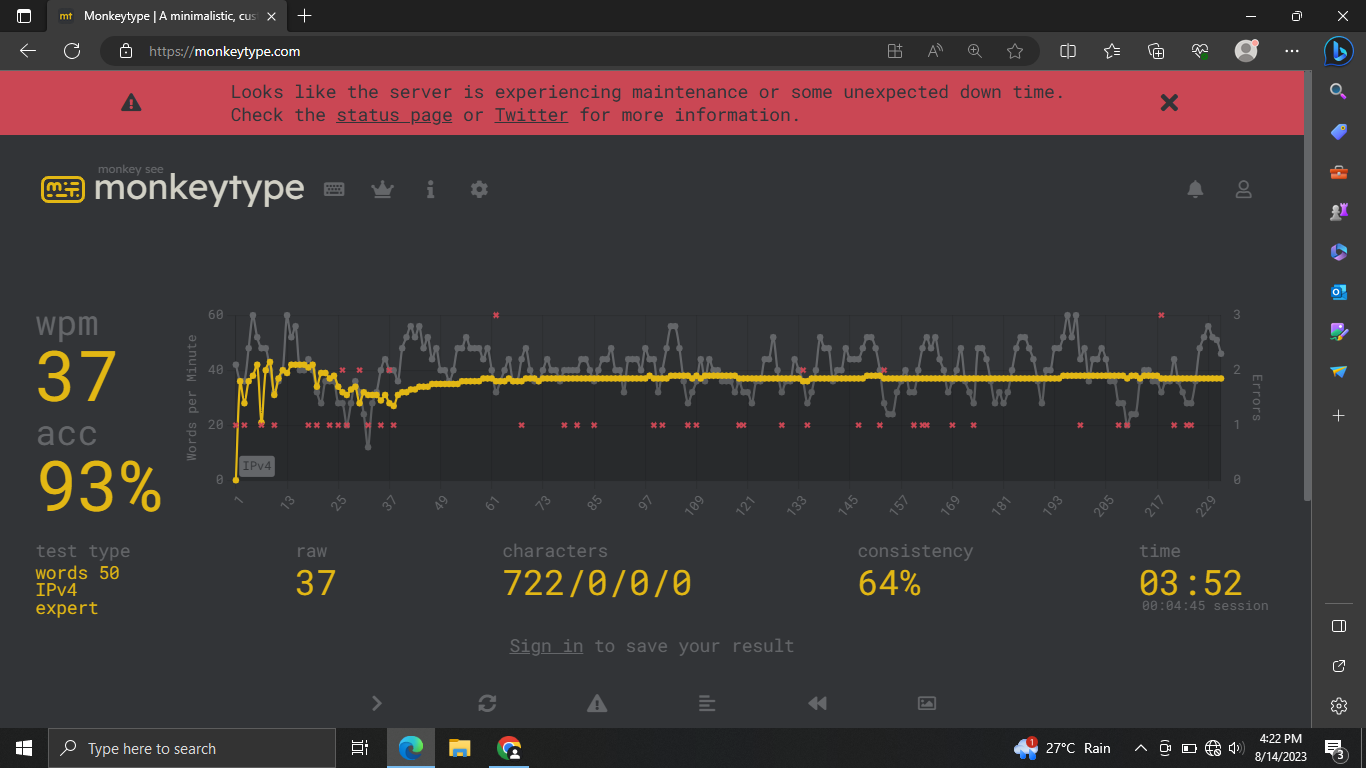 Monkeytype | A minimalistic, cus
https://monkeytype.com
Looks like the server is experiencing maintenance or some unexpected down time.
Check the status page or Twitter for more information.
monkey see
monkeytype
wpm
37
acc
93%
Words per Minute
60
40
20
0
IPv4
1 13 25 37 49 61 73 85 97 109 121 133 145 157 169 181 193 205 217 229
3
2
1
0
Errors
test type
words 50
IPv4
expert
raw
37
characters
722/0/0/0
consistency
64%
time
03:52
00:04:45 session
Sign in to save your result
Type here to search
1
27°C Rain
4:22 PM
8/14/2023
3